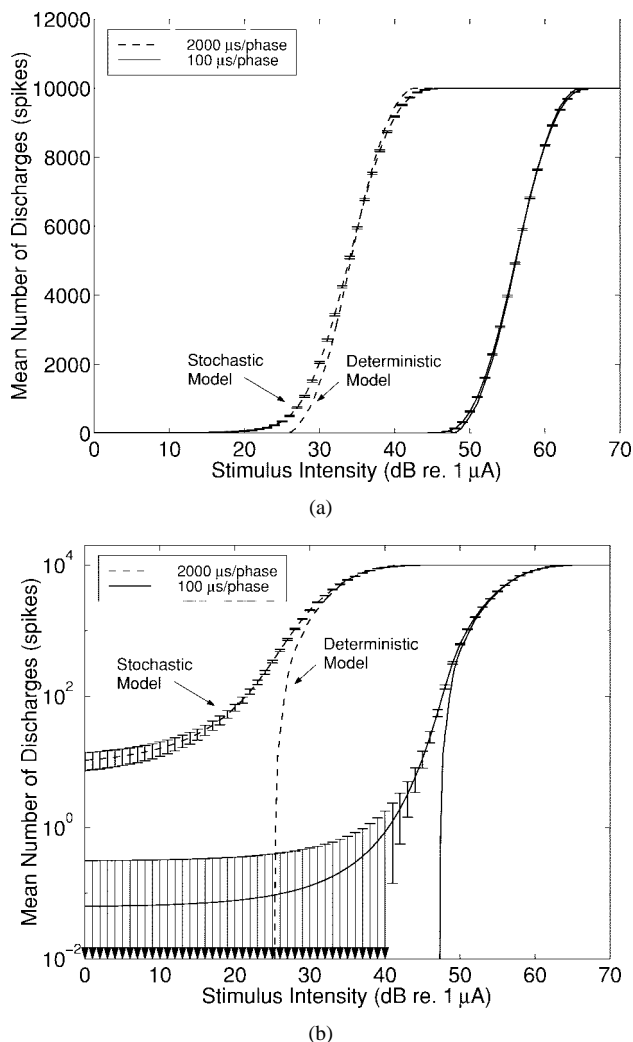 12000
10000
8000
6000
4000
2000
0
Mean Number of Discharges (spikes)
2000 μs/phase
100 μs/phase
Stochastic
Model
Deterministic
Model
0 10 20 30 40 50 60 70
Stimulus Intensity (dB re. 1 μA)
(a)
10^4
10^2
10^0
10^-2
Mean Number of Discharges (spikes)
2000 μs/phase
100 μs/phase
Stochastic
Model
Deterministic
Model
0 10 20 30 40 50 60 70
Stimulus Intensity (dB re. 1 μA)
(b)